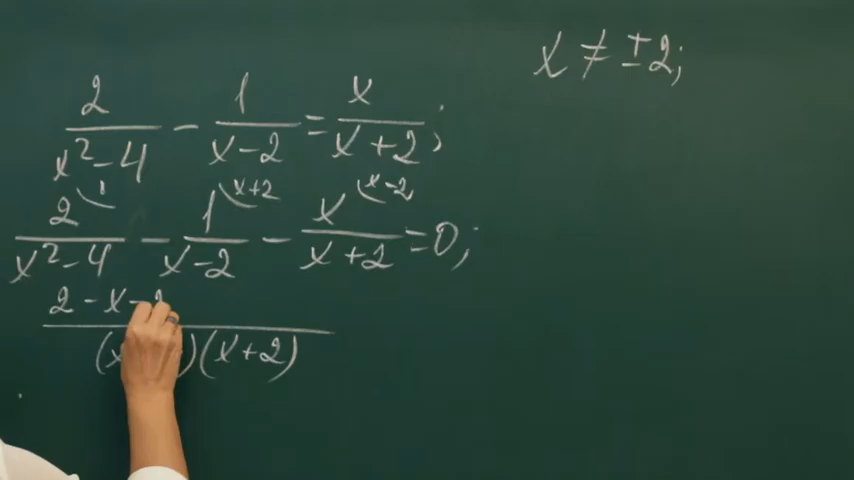 x ≠ ±2;
2/(x²-4) - 1/(x-2) = x/(x+2);
2\1/(x²-4) - 1\x+2/(x-2) - x\x-2/(x+2) = 0;
2-x-2
(x )(x+2)